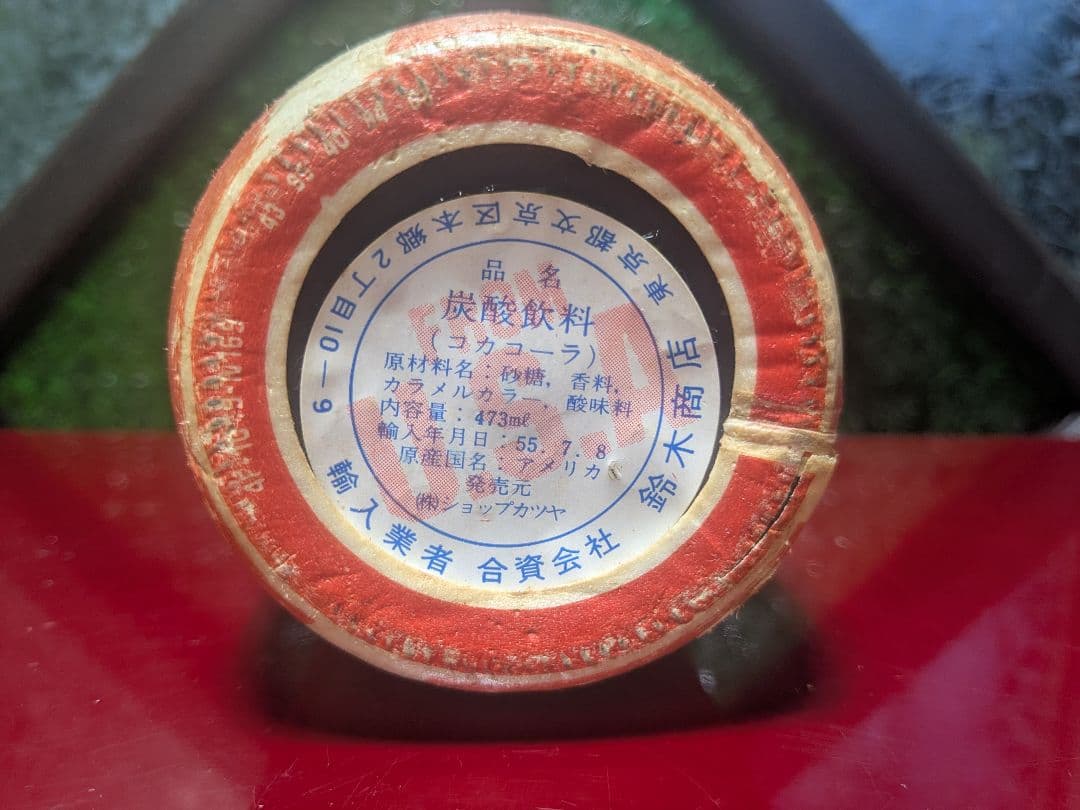 品名
炭酸飲料
(コカコーラ)
原材料名:砂糖,香料,
カラメルカラー,酸味料
内容量:473mℓ
輸入年月日:55.7.8
原産国名:アメリカ
発売元
㈱ショップカツヤ
FROM
U.S.A
輸入業者 合資会社 鈴木商店
東京都文京区本郷2丁目10-9